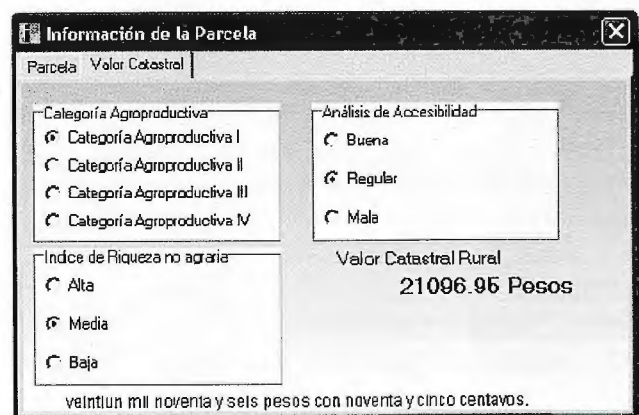 Información de la Parcela
Parcela Valor Catastral
Categoría Agroproductiva
Categoría Agroproductiva I
Categoría Agroproductiva II
Categoría Agroproductiva III
Categoría Agroproductiva IV
Análisis de Accesibilidad
Buena
Regular
Mala
Indice de Riqueza no agraria
Alta
Media
Baja
Valor Catastral Rural
21096.95 Pesos
veintiun mil noventa y seis pesos con noventa y cinco centavos.